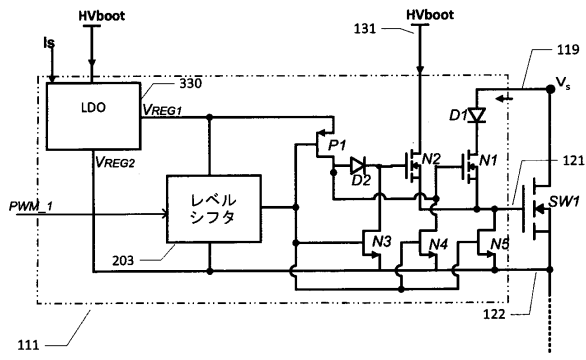 HVboot
Is
330
LDO
VREG1
VREG2
PWM_1
レベル
シフタ
203
111
P1
D2
N3
131
HVboot
N2
N4
N1
N5
D1
119
Vs
121
SW1
122